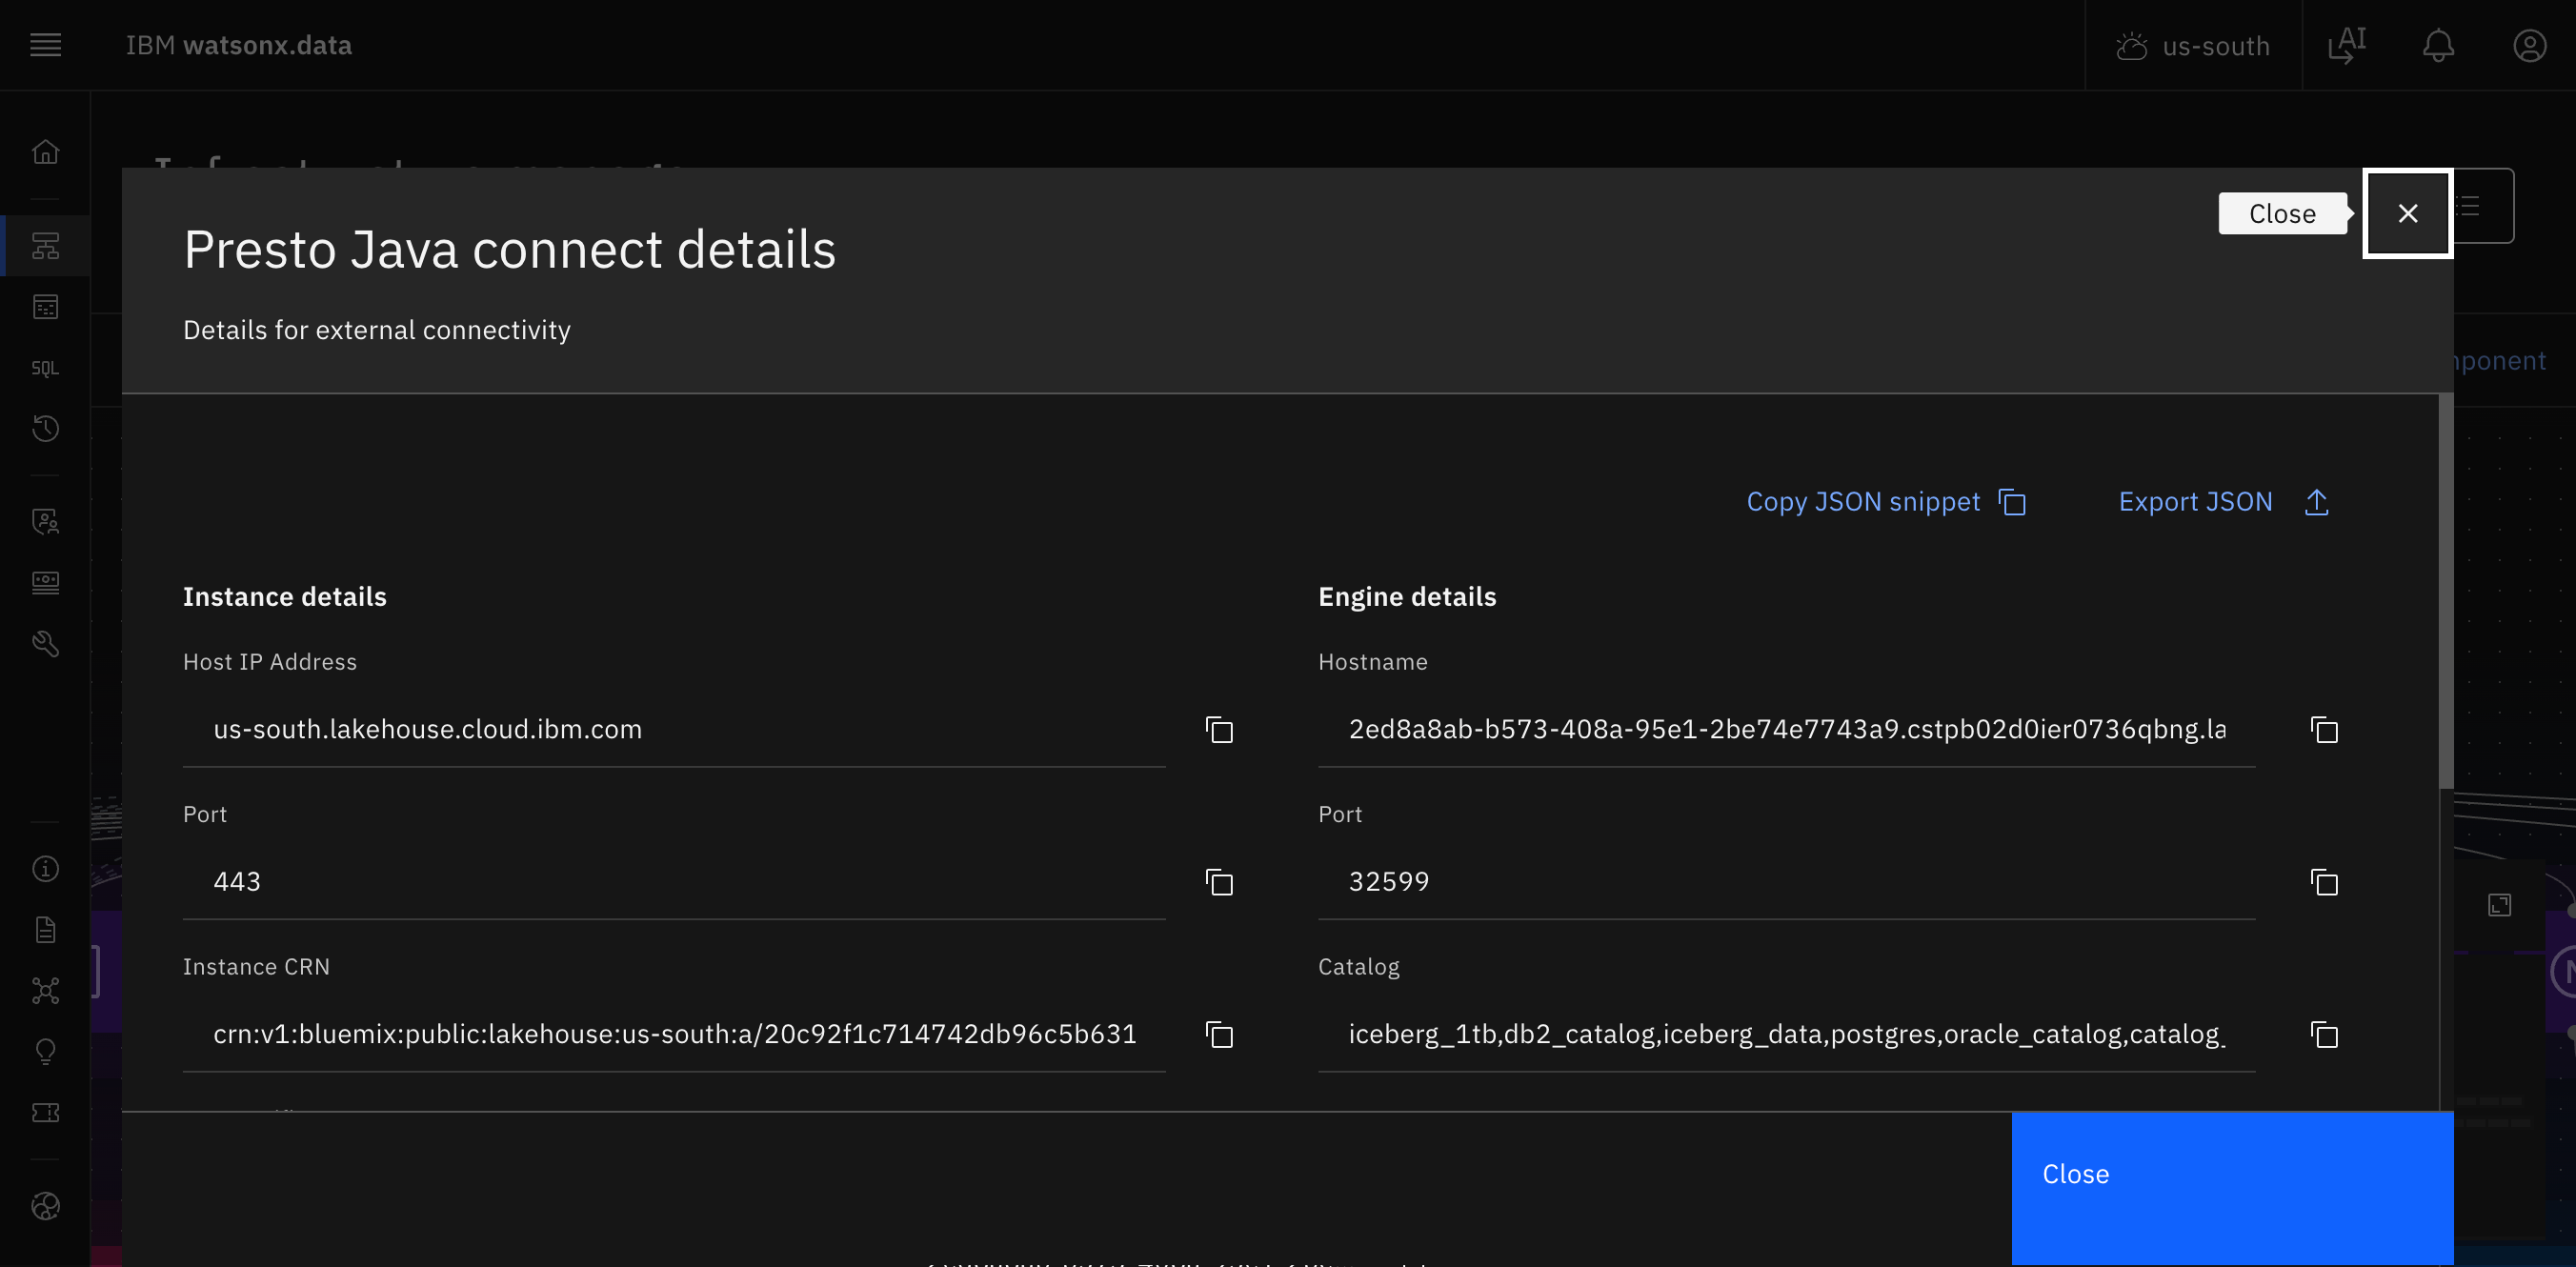 IBM watsonx.data
us-south
AI
Close
Presto Java connect details
Details for external connectivity
SQL
Copy JSON snippet
Export JSON
Instance details
Engine details
Host IP Address
Hostname
us-south.lakehouse.cloud.ibm.com
2ed8a8ab-b573-408a-95e1-2be74e7743a9.cstpb02d0ier0736qbng.la
Port
Port
443
32599
Instance CRN
Catalog
crn:v1:bluemix:public:lakehouse:us-south:a/20c92f1c714742db96c5b631
iceberg_1tb,db2_catalog,iceberg_data,postgres,oracle_catalog,catalog_
Close